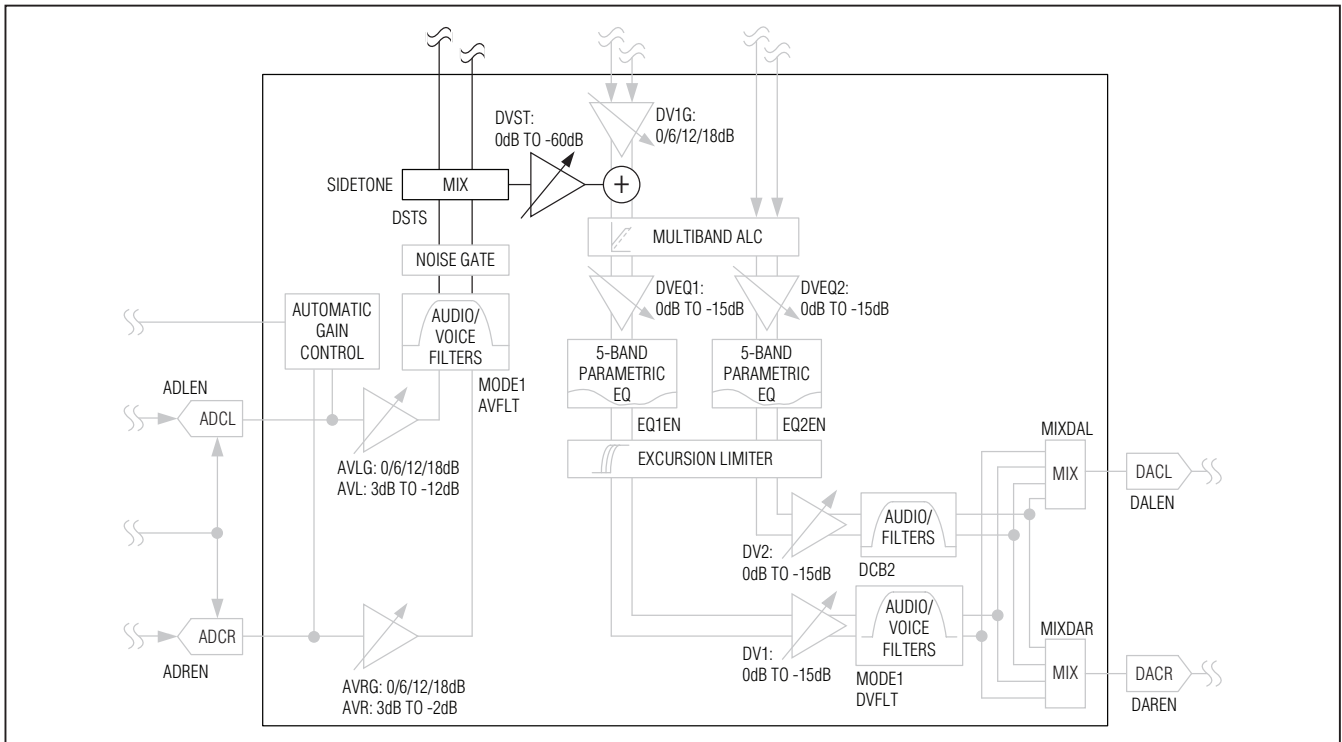 DVST:
0dB TO -60dB
DV1G:
0/6/12/18dB
SIDETONE
MIX
+
DSTS
MULTIBAND ALC
NOISE GATE
DVEQ1:
0dB TO -15dB
DVEQ2:
0dB TO -15dB
AUTOMATIC
GAIN
CONTROL
AUDIO/
VOICE
FILTERS
MODE1
AVFLT
5-BAND
PARAMETRIC
EQ
5-BAND
PARAMETRIC
EQ
ADLEN
ADCL
EQ1EN
EQ2EN
AVLG: 0/6/12/18dB
AVL: 3dB TO -12dB
EXCURSION LIMITER
MIXDAL
MIX
DACL
DALEN
DV2:
0dB TO -15dB
AUDIO/
FILTERS
DCB2
ADCR
ADREN
AVRG: 0/6/12/18dB
AVR: 3dB TO -2dB
DV1:
0dB TO -15dB
AUDIO/
VOICE
FILTERS
MODE1
DVFLT
MIXDAR
MIX
DACR
DAREN